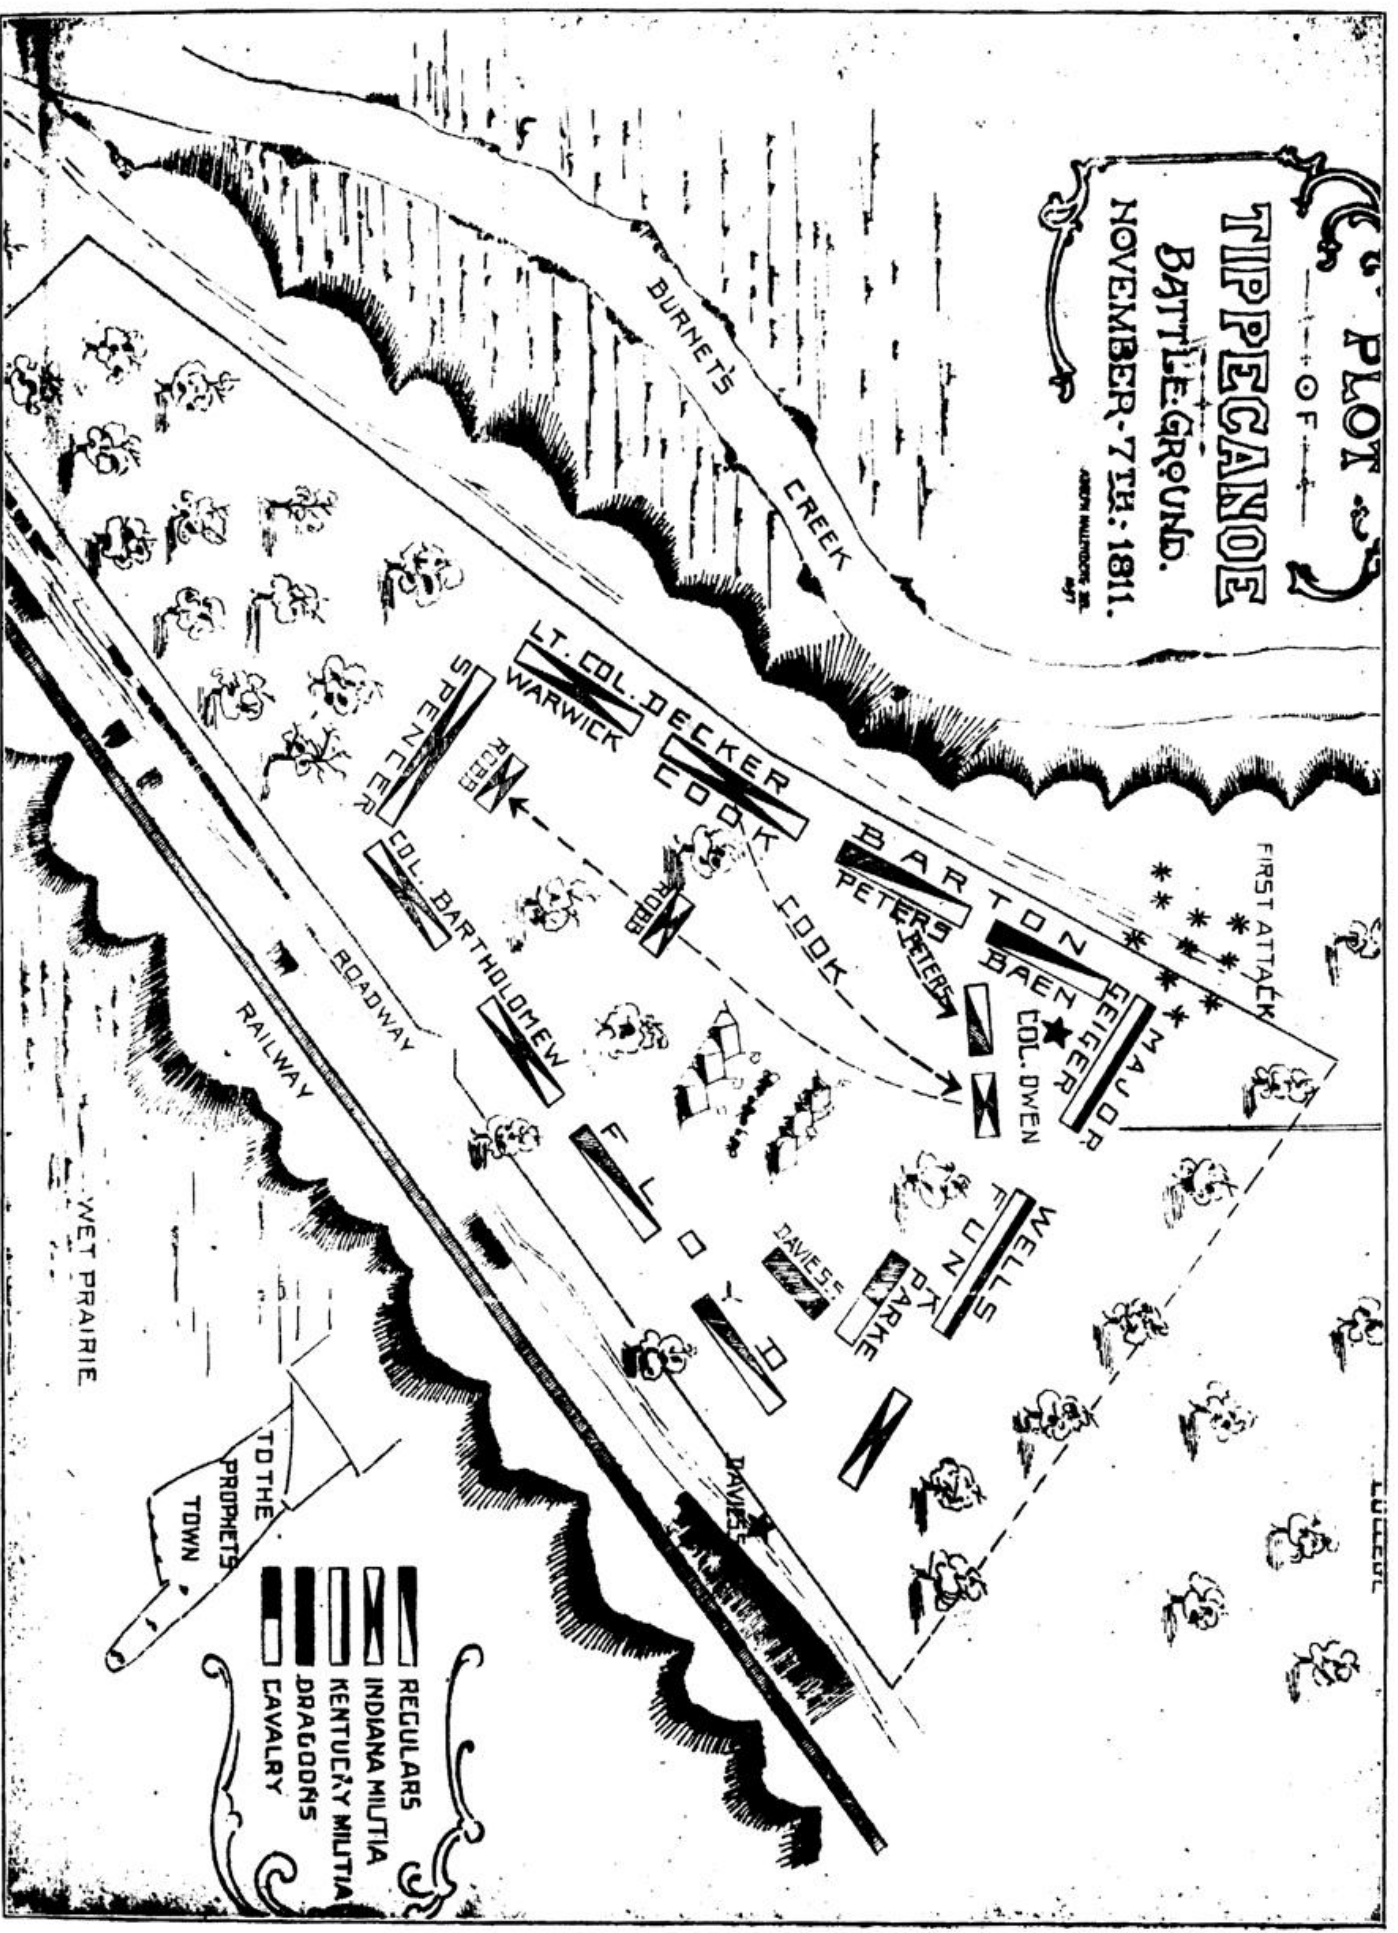 PLOT
OF
TIPPECANOE
BATTLE:GROUND.
NOVEMBER-7TH:1811.
BURNET'S
CREEK
FIRST ATTACK
LT. COL. DECKER
WARWICK
COOK
SPENCER
ROBB
ROBB
COOK
BARTON
PETERS
PETERS
BAEN
GEIGER
MAJOR
COL. OWEN
COL. BARTHOLOMEW
FLOYD
WELLS
FUNK
PARKE
DAVIESS
DAVIESS
ROADWAY
RAILWAY
WET PRAIRIE
TO THE
PROPHETS
TOWN
REGULARS
INDIANA MILITIA
KENTUCKY MILITIA
DRAGOONS
CAVALRY